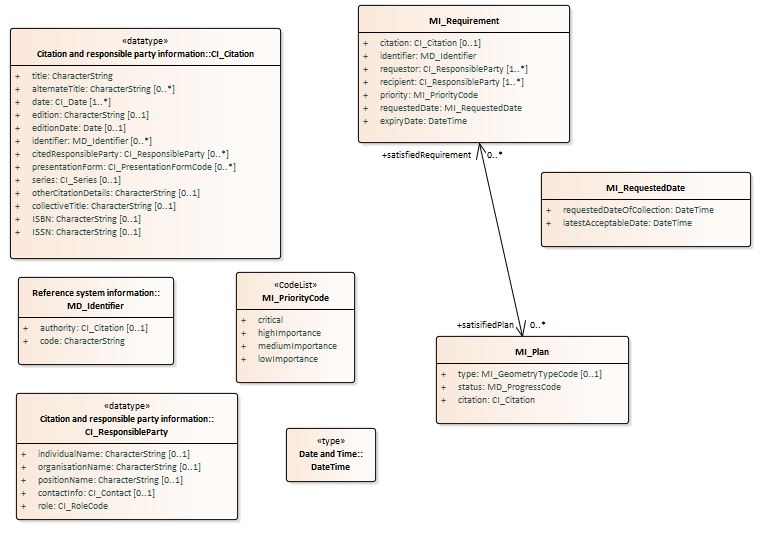 «datatype»
Citation and responsible party information::CI_Citation
+ title: CharacterString
+ alternateTitle: CharacterString [0..*]
+ date: CI_Date [1..*]
+ edition: CharacterString [0..1]
+ editionDate: Date [0..1]
+ identifier: MD_Identifier [0..*]
+ citedResponsibleParty: CI_ResponsibleParty [0..*]
+ presentationForm: CI_PresentationFormCode [0..*]
+ series: CI_Series [0..1]
+ otherCitationDetails: CharacterString [0..1]
+ collectiveTitle: CharacterString [0..1]
+ ISBN: CharacterString [0..1]
+ ISSN: CharacterString [0..1]
MI_Requirement
+ citation: CI_Citation [0..1]
+ identifier: MD_Identifier
+ requestor: CI_ResponsibleParty [1..*]
+ recipient: CI_ResponsibleParty [1..*]
+ priority: MI_PriorityCode
+ requestedDate: MI_RequestedDate
+ expiryDate: DateTime
+satisfiedRequirement 0..*
MI_RequestedDate
+ requestedDateOfCollection: DateTime
+ latestAcceptableDate: DateTime
Reference system information::
MD_Identifier
+ authority: CI_Citation [0..1]
+ code: CharacterString
«CodeList»
MI_PriorityCode
+ critical
+ highImportance
+ mediumImportance
+ lowImportance
+satisifiedPlan 0..*
MI_Plan
+ type: MI_GeometryTypeCode [0..1]
+ status: MD_ProgressCode
+ citation: CI_Citation
«datatype»
Citation and responsible party information::
CI_ResponsibleParty
+ individualName: CharacterString [0..1]
+ organisationName: CharacterString [0..1]
+ positionName: CharacterString [0..1]
+ contactInfo: CI_Contact [0..1]
+ role: CI_RoleCode
«type»
Date and Time::
DateTime